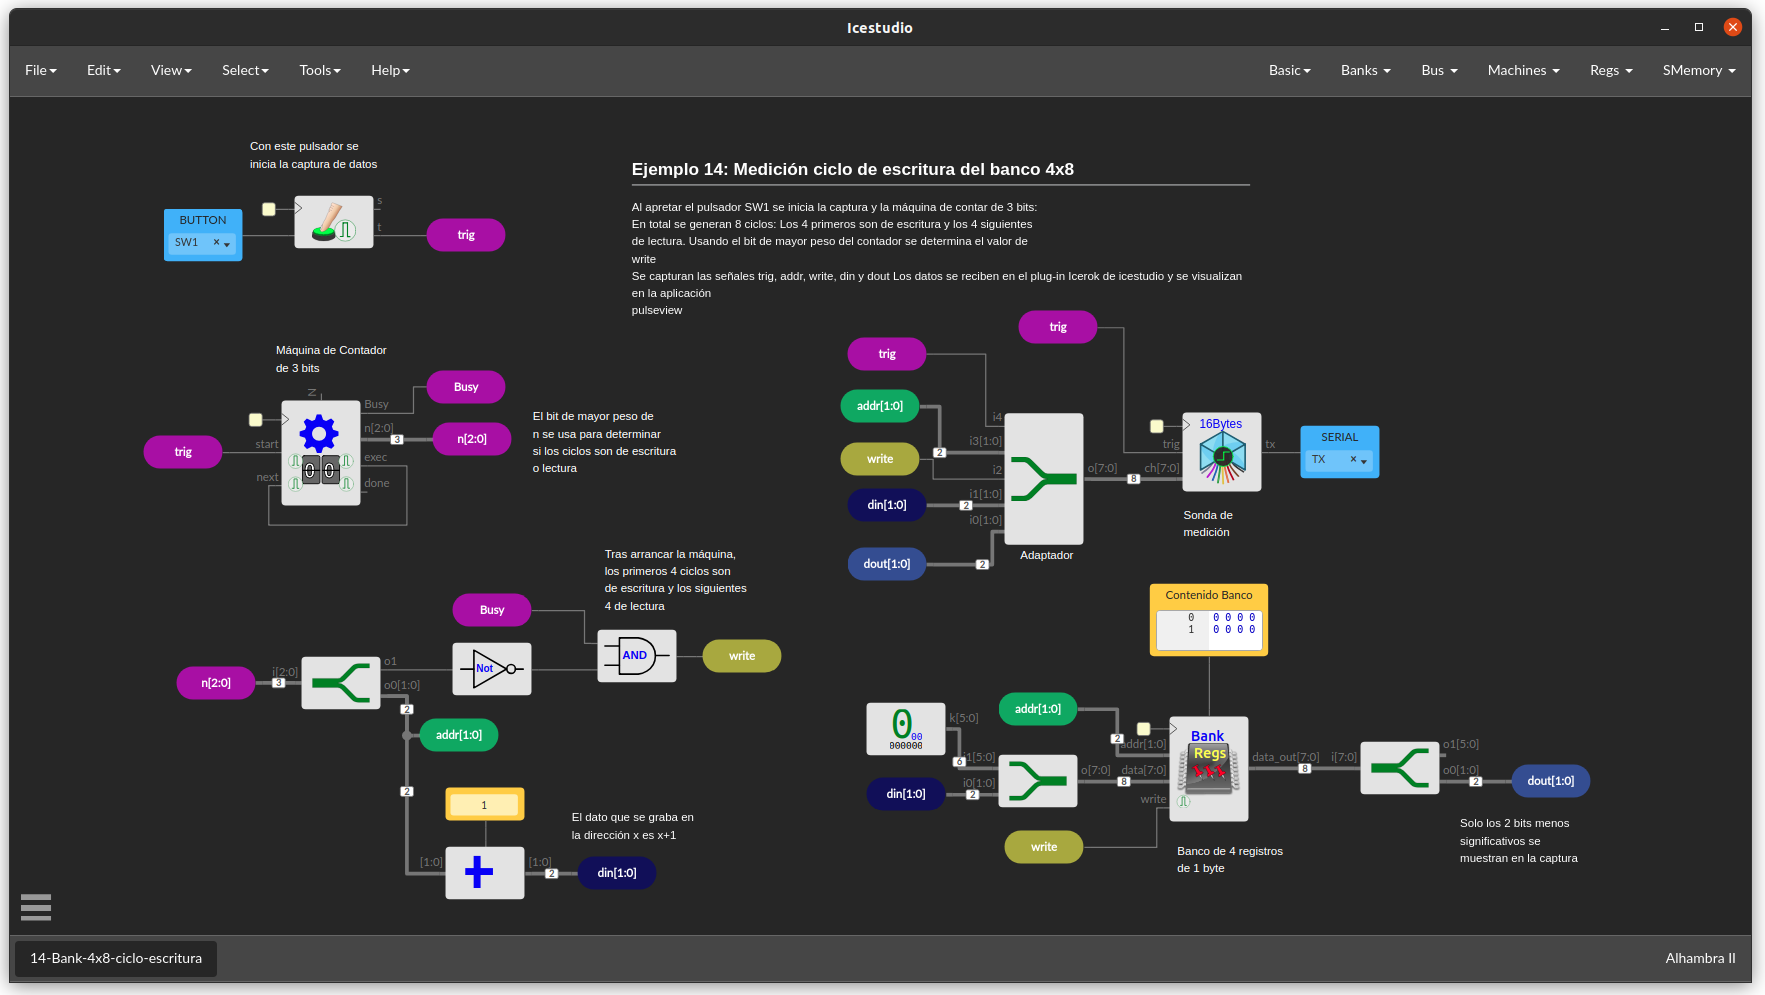 Icestudio
File Edit View Select Tools Help Basic Banks Bus Machines Regs SMemory
Con este pulsador se
inicia la captura de datos
BUTTON
SW1 ×
s
t
trig
Ejemplo 14: Medición ciclo de escritura del banco 4x8
Al apretar el pulsador SW1 se inicia la captura y la máquina de contar de 3 bits:
En total se generan 8 ciclos: Los 4 primeros son de escritura y los 4 siguientes
de lectura. Usando el bit de mayor peso del contador se determina el valor de
write
Se capturan las señales trig, addr, write, din y dout Los datos se reciben en el plug-in Icerok de icestudio y se visualizan
en la aplicación
pulseview
Máquina de Contador
de 3 bits
N
trig
start
next
0 0
Busy
n[2:0]
exec
done
3
Busy
n[2:0]
El bit de mayor peso de
n se usa para determinar
si los ciclos son de escritura
o lectura
trig
addr[1:0]
write
din[1:0]
dout[1:0]
2
2
2
i4
i3[1:0]
i2
i1[1:0]
i0[1:0]
Adaptador
o[7:0]
8
trig
trig
ch[7:0]
16Bytes
tx
SERIAL
TX ×
Sonda de
medición
Tras arrancar la máquina,
los primeros 4 ciclos son
de escritura y los siguientes
4 de lectura
Busy
n[2:0]
i[2:0]
3
o1
o0[1:0]
2
Not
AND
write
addr[1:0]
2
1
[1:0]
[1:0]
2
din[1:0]
El dato que se graba en
la dirección x es x+1
Contenido Banco
0 0 0 0 0
1 0 0 0 0
0
00
000000
k[5:0]
6
din[1:0]
2
i1[5:0]
i0[1:0]
o[7:0]
8
addr[1:0]
2
addr[1:0]
data[7:0]
write
write
Bank
Regs
data_out[7:0]
8
i[7:0]
o1[5:0]
o0[1:0]
2
dout[1:0]
Banco de 4 registros
de 1 byte
Solo los 2 bits menos
significativos se
muestran en la captura
14-Bank-4x8-ciclo-escritura
Alhambra II